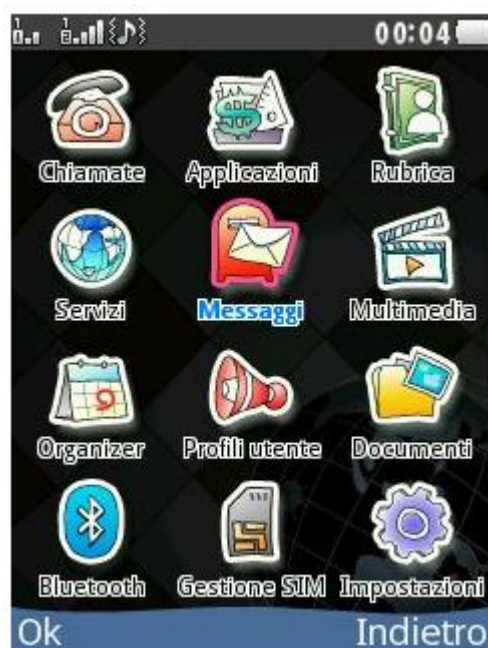 00:04
Chiamate Applicazioni Rubrica
Servizi Messaggi Multimedia
Organizer Profili utente Documenti
Bluetooth Gestione SIM Impostazioni
Ok Indietro